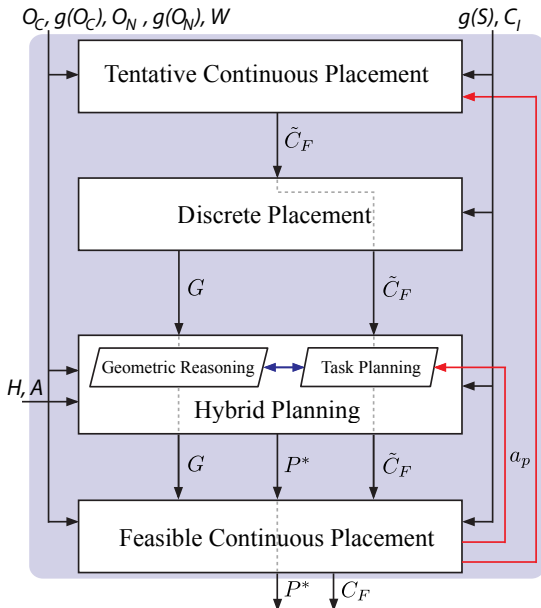 O_C, g(O_C), O_N , g(O_N), W
g(S), C_I
Tentative Continuous Placement
C̃_F
Discrete Placement
G
C̃_F
Geometric Reasoning
Task Planning
H, A
Hybrid Planning
G
P*
C̃_F
a_p
Feasible Continuous Placement
P*
C_F